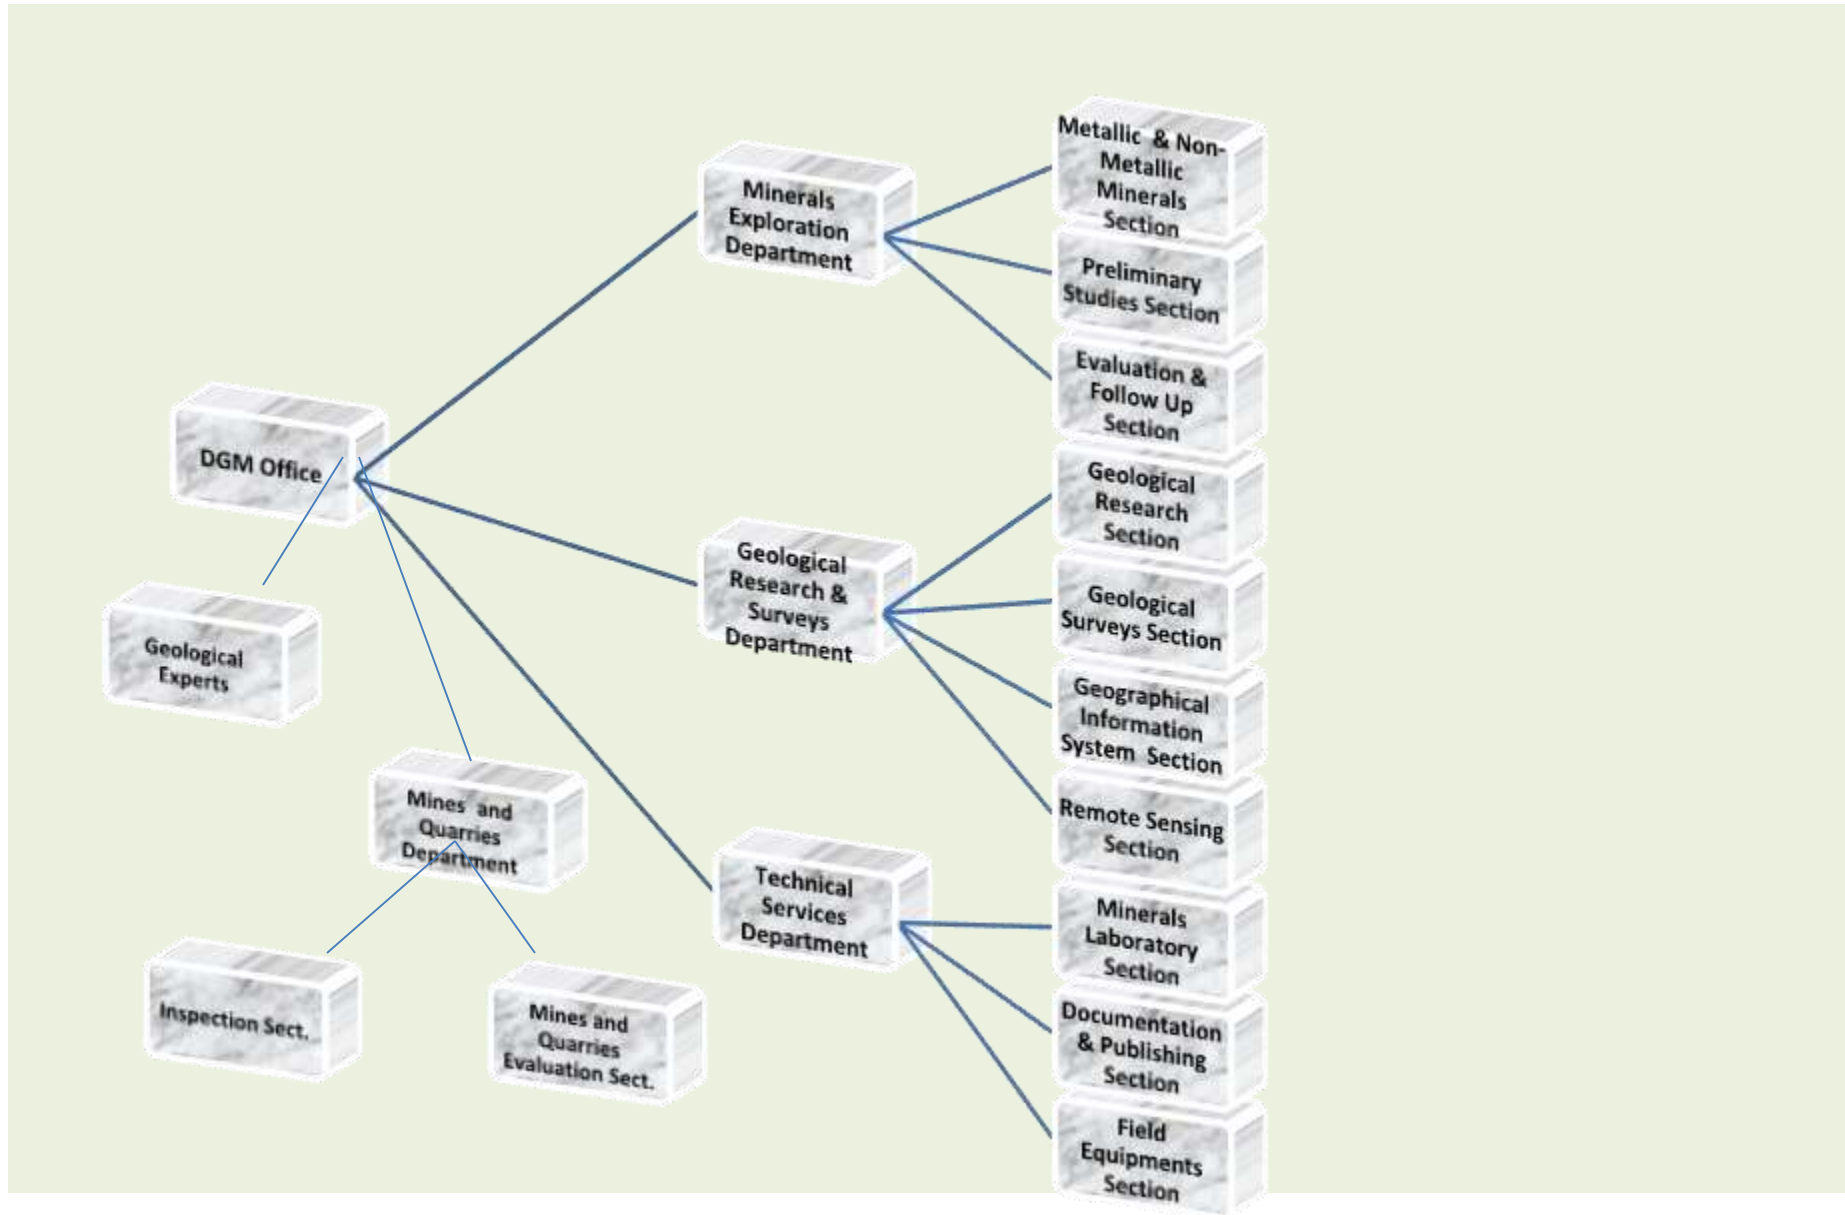 DGM Office
Geological
Experts
Mines and
Quarries
Department
Inspection Sect.
Mines and
Quarries
Evaluation Sect.
Minerals
Exploration
Department
Geological
Research &
Surveys
Department
Technical
Services
Department
Metallic & Non-
Metallic
Minerals
Section
Preliminary
Studies Section
Evaluation &
Follow Up
Section
Geological
Research
Section
Geological
Surveys Section
Geographical
Information
System Section
Remote Sensing
Section
Minerals
Laboratory
Section
Documentation
& Publishing
Section
Field
Equipments
Section